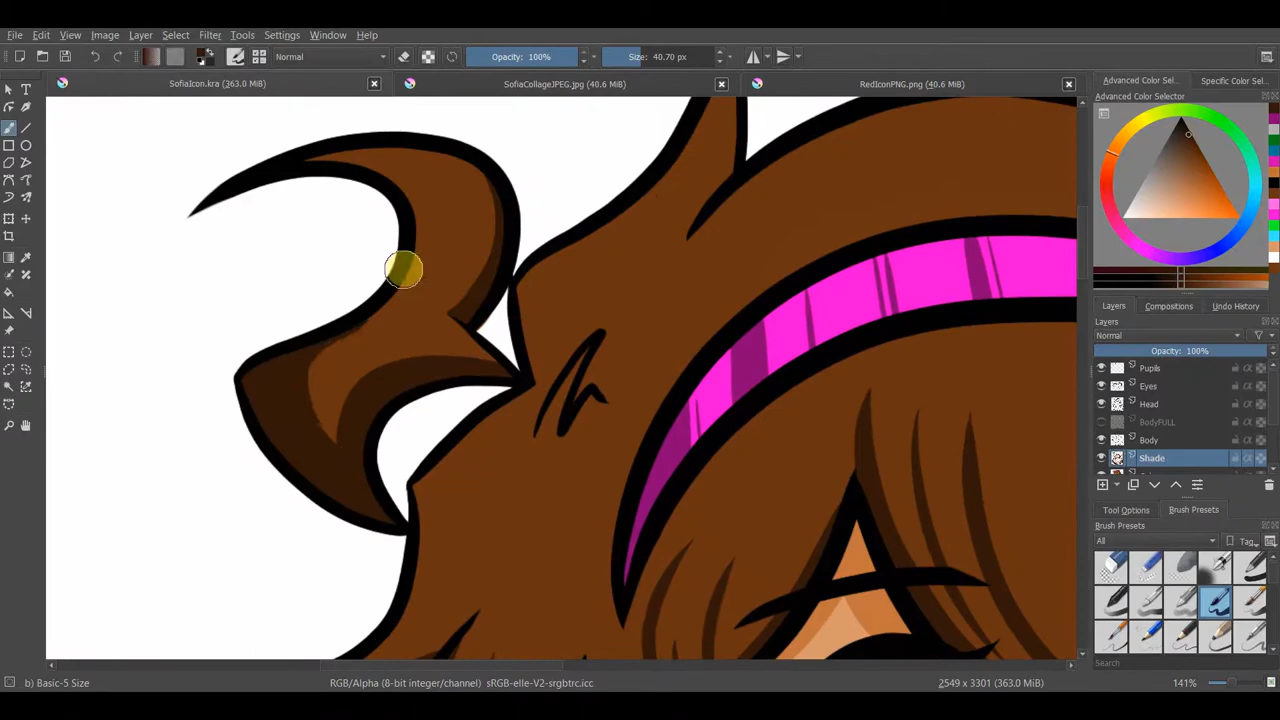 File Edit View Image Layer Select Filter Tools Settings Window Help
Normal Opacity: 100% Size: 40.70 px
SofiaIcon.kra (363.0 MiB) SofiaCollageJPEG.jpg (40.6 MiB) RedIconPNG.png (40.6 MiB)
Advanced Color Sel... Specific Color Sel...
Advanced Color Selector
Layers Compositions Undo History
Layers
Normal
Opacity: 100%
Pupils
Eyes
Head
BodyFULL
Body
Shade
Tool Options Brush Presets
Brush Presets
All Tag
Search
b) Basic-5 Size RGB/Alpha (8-bit integer/channel) sRGB-elle-V2-srgbtrc.icc 2549 x 3301 (363.0 MiB) 141%